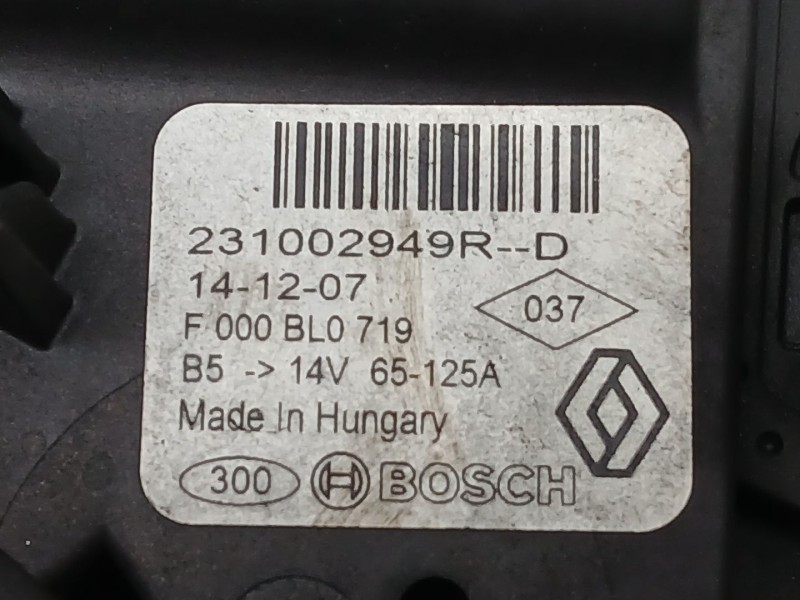 231002949R--D
14-12-07
037
F 000 BL0 719
B5 -> 14V 65-125A
Made In Hungary
300 BOSCH